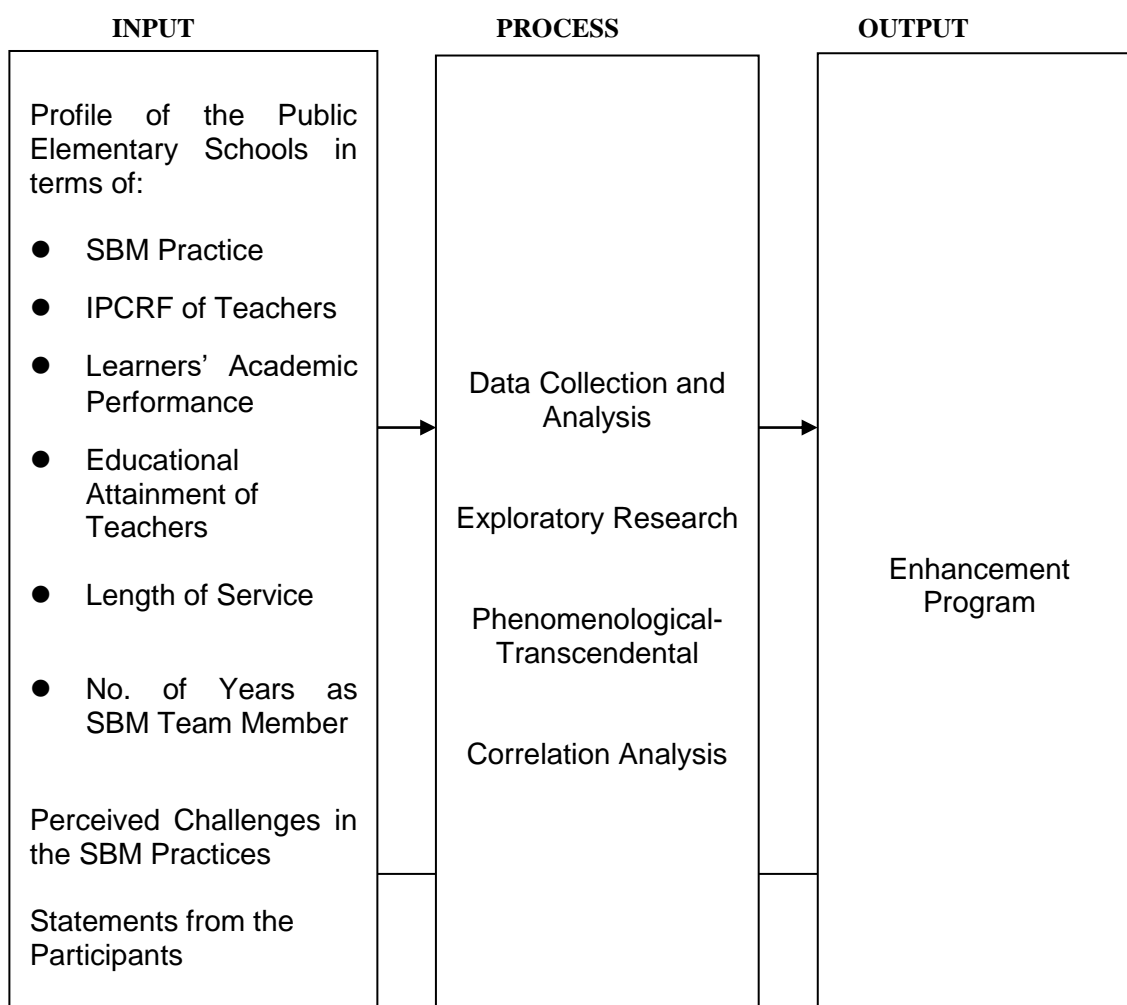 INPUT
PROCESS
OUTPUT
Profile of the Public
Elementary Schools in
terms of:
● SBM Practice
● IPCRF of Teachers
● Learners’ Academic
Performance
● Educational
Attainment of
Teachers
● Length of Service
● No. of Years as
SBM Team Member
Perceived Challenges in
the SBM Practices
Statements from the
Participants
Data Collection and
Analysis
Exploratory Research
Phenomenological-
Transcendental
Correlation Analysis
Enhancement
Program